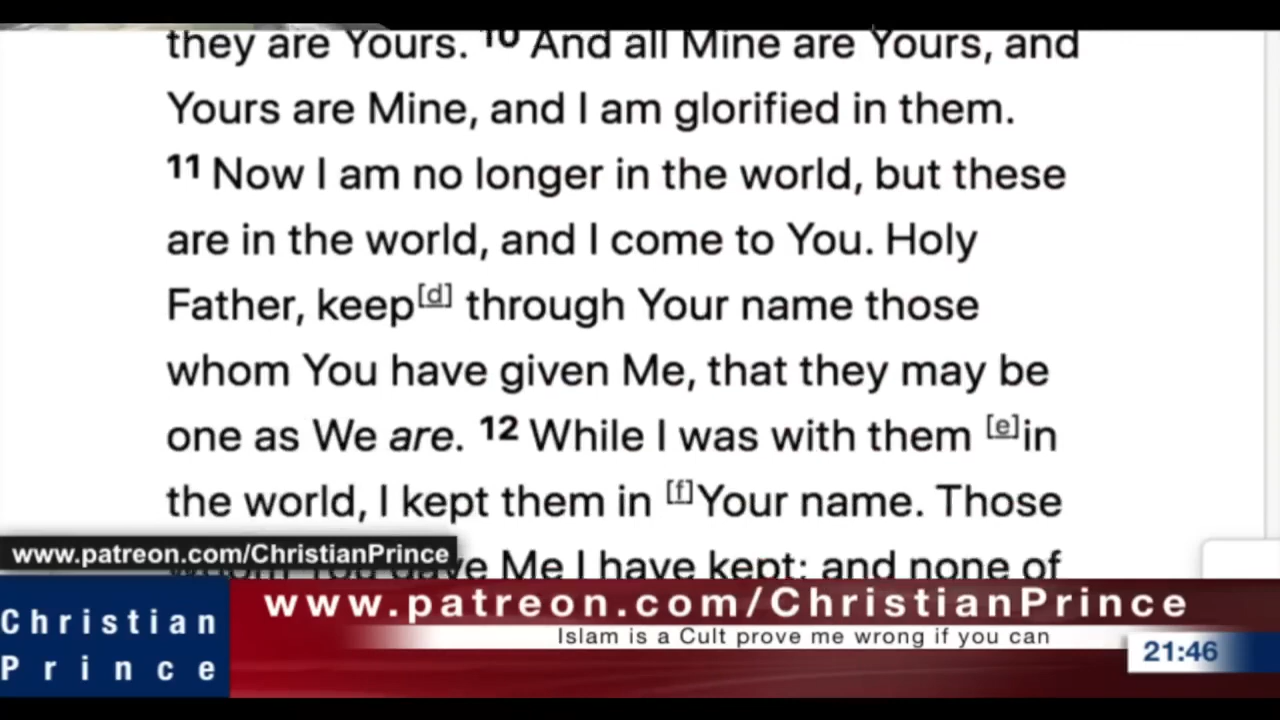 they are Yours. 10 And all Mine are Yours, and
Yours are Mine, and I am glorified in them.
11 Now I am no longer in the world, but these
are in the world, and I come to You. Holy
Father, keep[d] through Your name those
whom You have given Me, that they may be
one as We are. 12 While I was with them [e]in
the world, I kept them in [f]Your name. Those
www.patreon.com/ChristianPrince
whom You gave Me I have kept; and none of
Christian
Prince
www.patreon.com/ChristianPrince
Islam is a Cult prove me wrong if you can
21:46